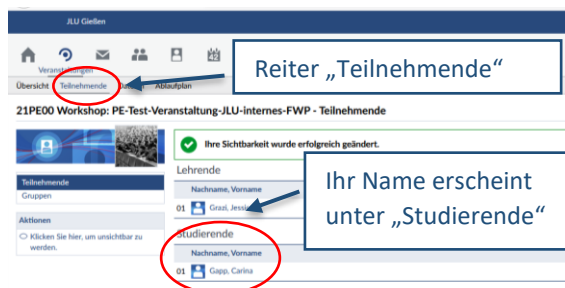 JLU Gießen
Veranstaltungen
Übersicht Teilnehmende Ablaufplan
Reiter „Teilnehmende“
21PE00 Workshop: PE-Test-Veranstaltung-JLU-internes-FWP - Teilnehmende
Ihre Sichtbarkeit wurde erfolgreich geändert.
Teilnehmende
Gruppen
Aktionen
Klicken Sie hier, um unsichtbar zu
werden.
Lehrende
Nachname, Vorname
01 Grazi,
Ihr Name erscheint
unter „Studierende“
Studierende
Nachname, Vorname
01 Gapp, Carina